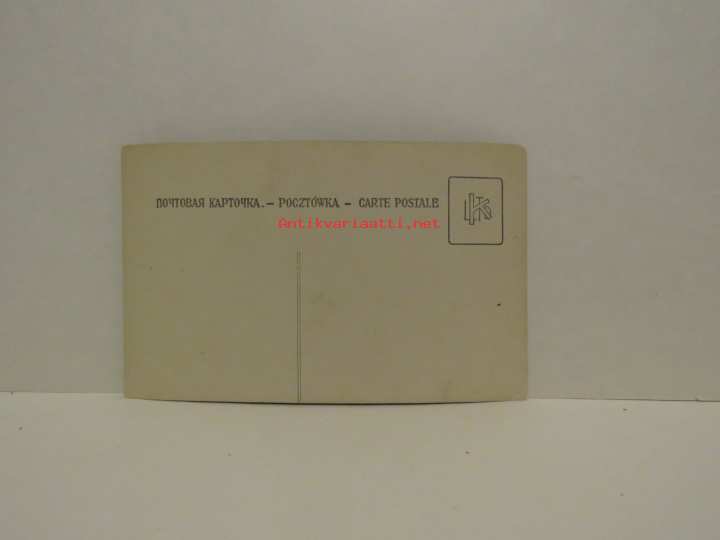 ПОЧТОВАЯ КАРТОЧКА. — POCZTÓWKA — CARTE POSTALE
Antikvariaatti.net